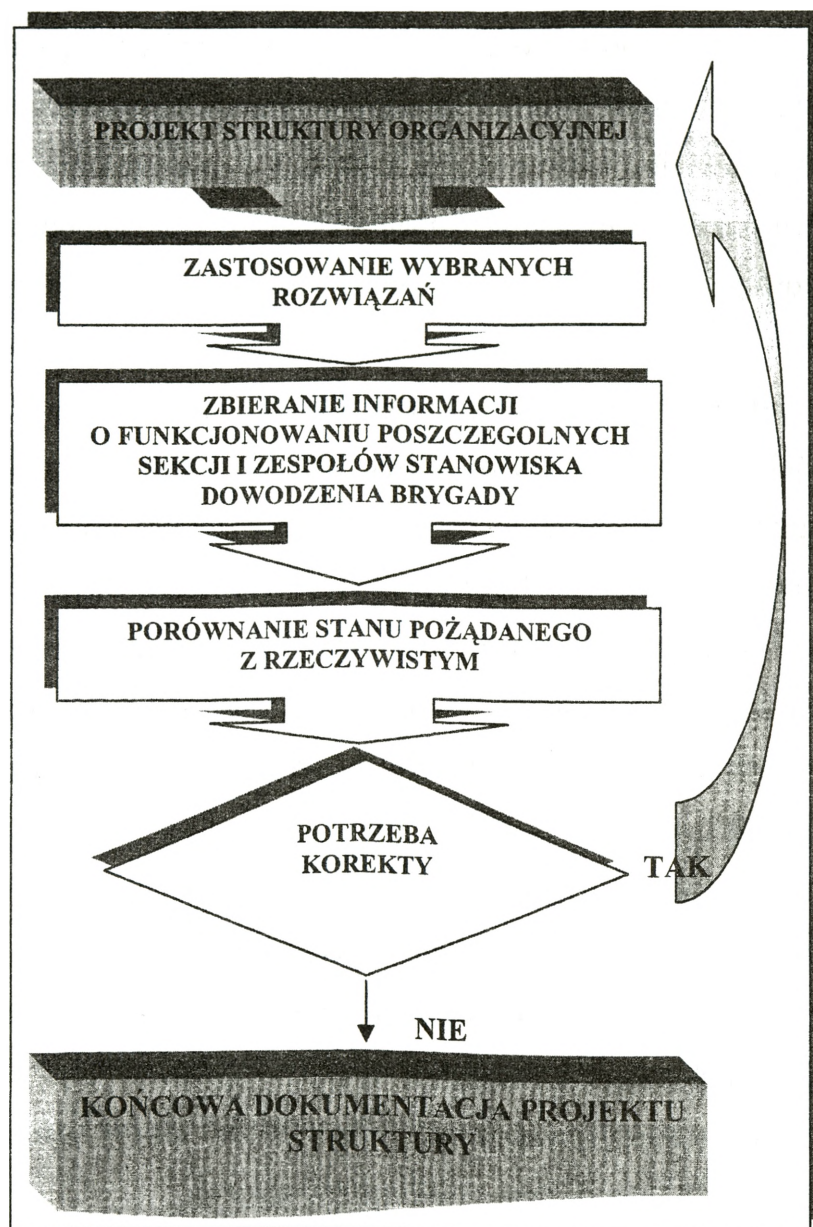 PROJEKT STRUKTURY ORGANIZACYJNEJ
ZASTOSOWANIE WYBRANYCH
ROZWIĄZAŃ
ZBIERANIE INFORMACJI
O FUNKCJONOWANIU POSZCZEGOLNYCH
SEKCJI I ZESPOŁÓW STANOWISKA
DOWODZENIA BRYGADY
PORÓWNANIE STANU POŻĄDANEGO
Z RZECZYWISTYM
POTRZEBA
KOREKTY
TAK
NIE
KOŃCOWA DOKUMENTACJA PROJEKTU
STRUKTURY